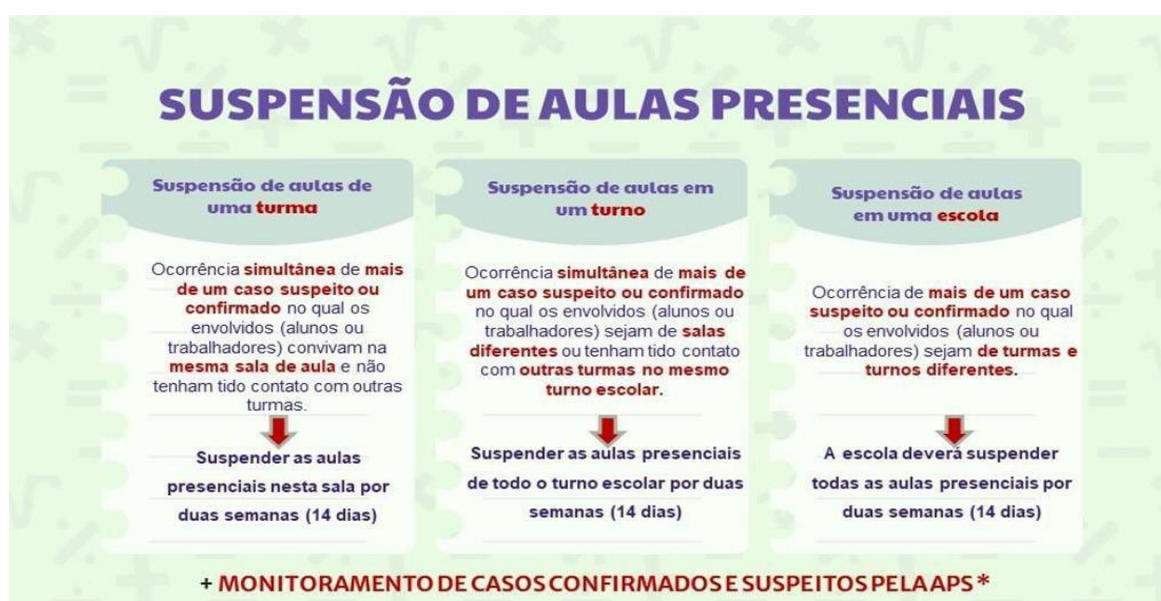 SUSPENSÃO DE AULAS PRESENCIAIS
Suspensão de aulas de
uma turma
Ocorrência simultânea de mais
de um caso suspeito ou
confirmado no qual os
envolvidos (alunos ou
trabalhadores) convivam na
mesma sala de aula e não
tenham tido contato com outras
turmas.
Suspender as aulas
presenciais nesta sala por
duas semanas (14 dias)
Suspensão de aulas em
um turno
Ocorrência simultânea de mais de
um caso suspeito ou confirmado
no qual os envolvidos (alunos ou
trabalhadores) sejam de salas
diferentes ou tenham tido contato
com outras turmas no mesmo
turno escolar.
Suspender as aulas presenciais
de todo o turno escolar por duas
semanas (14 dias)
Suspensão de aulas
em uma escola
Ocorrência de mais de um caso
suspeito ou confirmado no qual
os envolvidos (alunos ou
trabalhadores) sejam de turmas e
turnos diferentes.
A escola deverá suspender
todas as aulas presenciais por
duas semanas (14 dias)
+ MONITORAMENTO DE CASOS CONFIRMADOS E SUSPEITOS PELA APS *